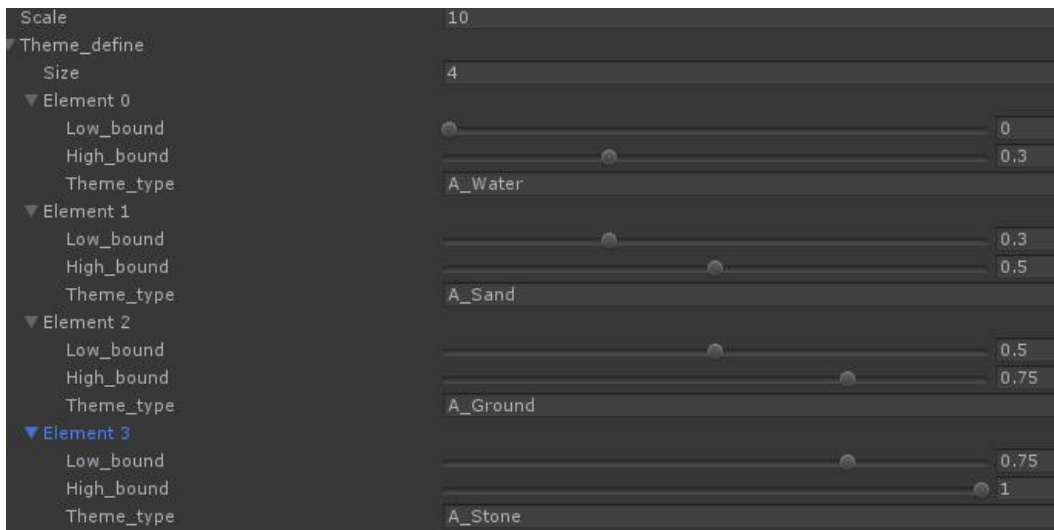 Scale 10
Theme_define
Size 4
Element 0
Low_bound 0
High_bound 0.3
Theme_type A_Water
Element 1
Low_bound 0.3
High_bound 0.5
Theme_type A_Sand
Element 2
Low_bound 0.5
High_bound 0.75
Theme_type A_Ground
Element 3
Low_bound 0.75
High_bound 1
Theme_type A_Stone